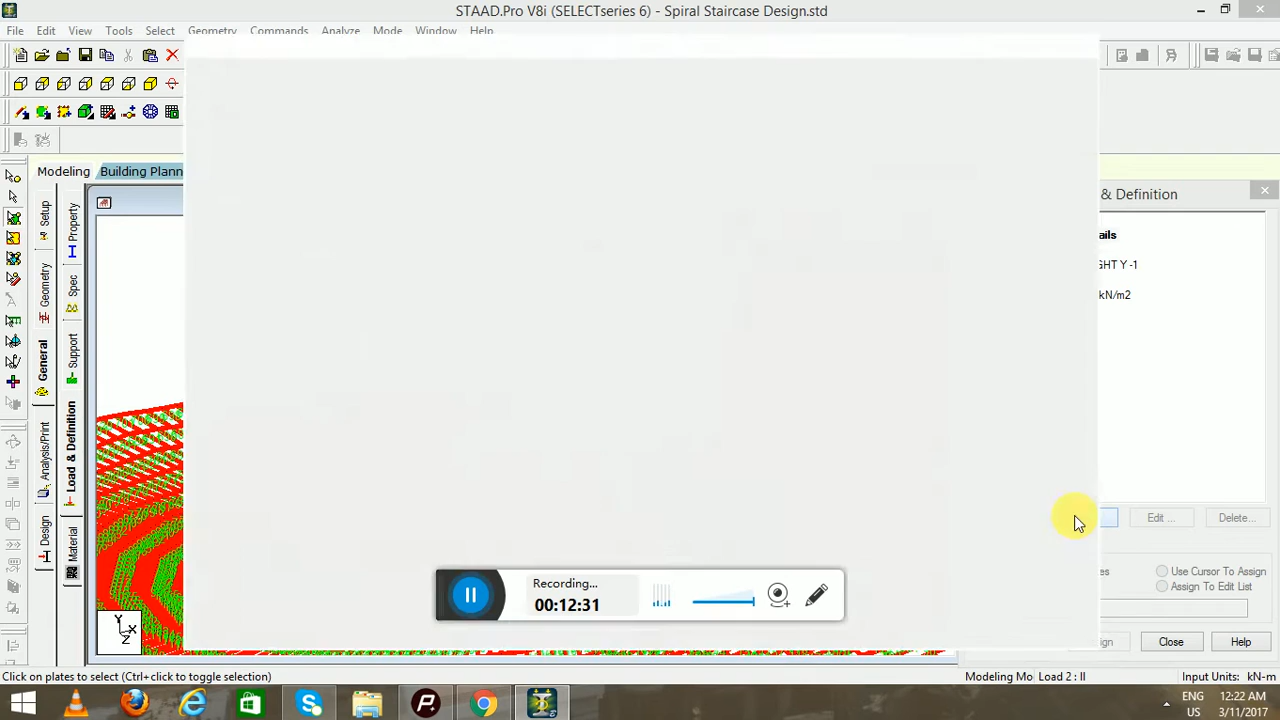 STAAD.Pro V8i (SELECTseries 6) - Spiral Staircase Design.std
File Edit View Tools Select Geometry Commands Analyze Mode Window Help
Modeling Building Plann
Setup
Geometry
General
Analysis/Print
Design
Property
Spec
Support
Load & Definition
Material
& Definition
ails
GHT Y -1
kN/m2
Edit ... Delete...
es Use Cursor To Assign
Assign To Edit List
ign Close Help
Recording...
00:12:31
Y
X
Z
Click on plates to select (Ctrl+click to toggle selection)
Modeling Mo Load 2 : ll Input Units: kN-m
ENG 12:22 AM
US 3/11/2017